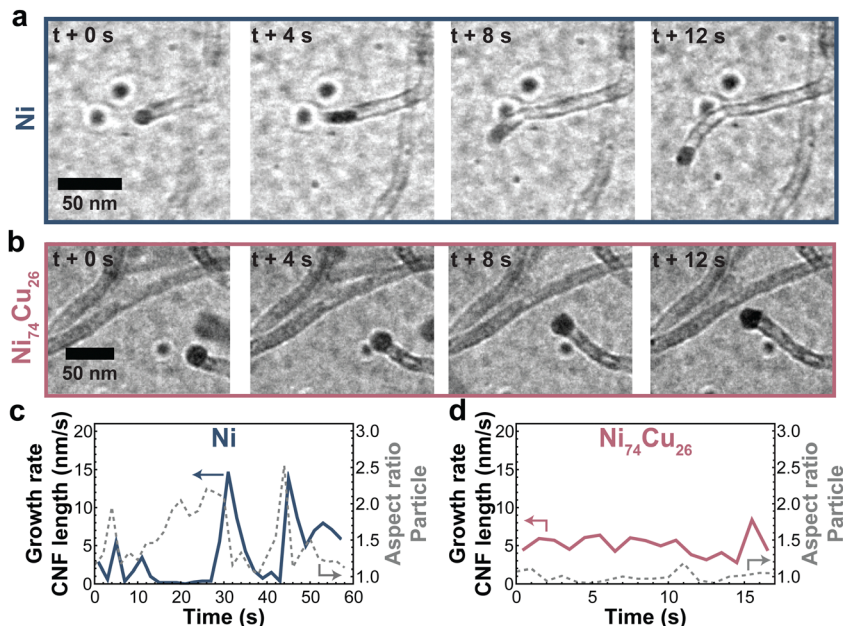 a
Ni
t + 0 s
t + 4 s
t + 8 s
t + 12 s
50 nm
b
Ni74Cu26
t + 0 s
t + 4 s
t + 8 s
t + 12 s
50 nm
c
Ni
Growth rate
CNF length (nm/s)
20
15
10
5
0
3.0
2.5
2.0
1.5
1.0
Aspect ratio
Particle
0 10 20 30 40 50 60
Time (s)
d
Ni74Cu26
Growth rate
CNF length (nm/s)
20
15
10
5
0
3.0
2.5
2.0
1.5
1.0
Aspect ratio
Particle
0 5 10 15
Time (s)